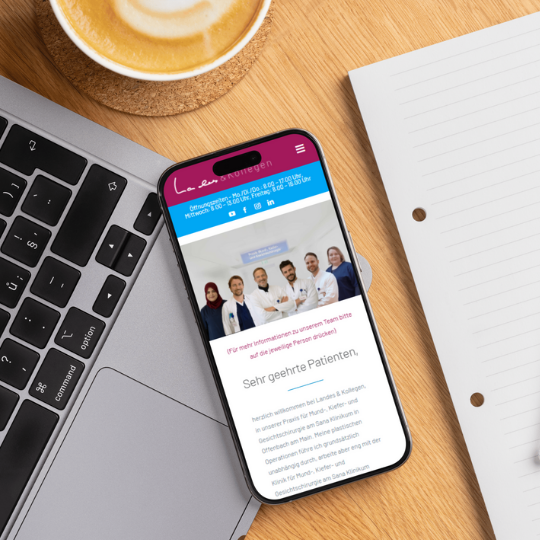 Landes & Kollegen
Öffnungszeiten: Mo./Di./Do.: 8:00 - 17:00 Uhr,
Mittwoch: 8:00 - 13:00 Uhr, Freitag: 8:00 - 15:00 Uhr
(Für mehr Informationen zu unserem Team bitte
auf die jeweilige Person drücken)
Sehr geehrte Patienten,
herzlich willkommen bei Landes & Kollegen,
in unserer Praxis für Mund-, Kiefer- und
Gesichtschirurgie am Sana Klinikum in
Offenbach am Main. Meine plastischen
Operationen führe ich grundsätzlich
unabhängig durch, arbeite aber eng mit der
Klinik für Mund-, Kiefer- und
Gesichtschirurgie am Sana Klinikum
option
command